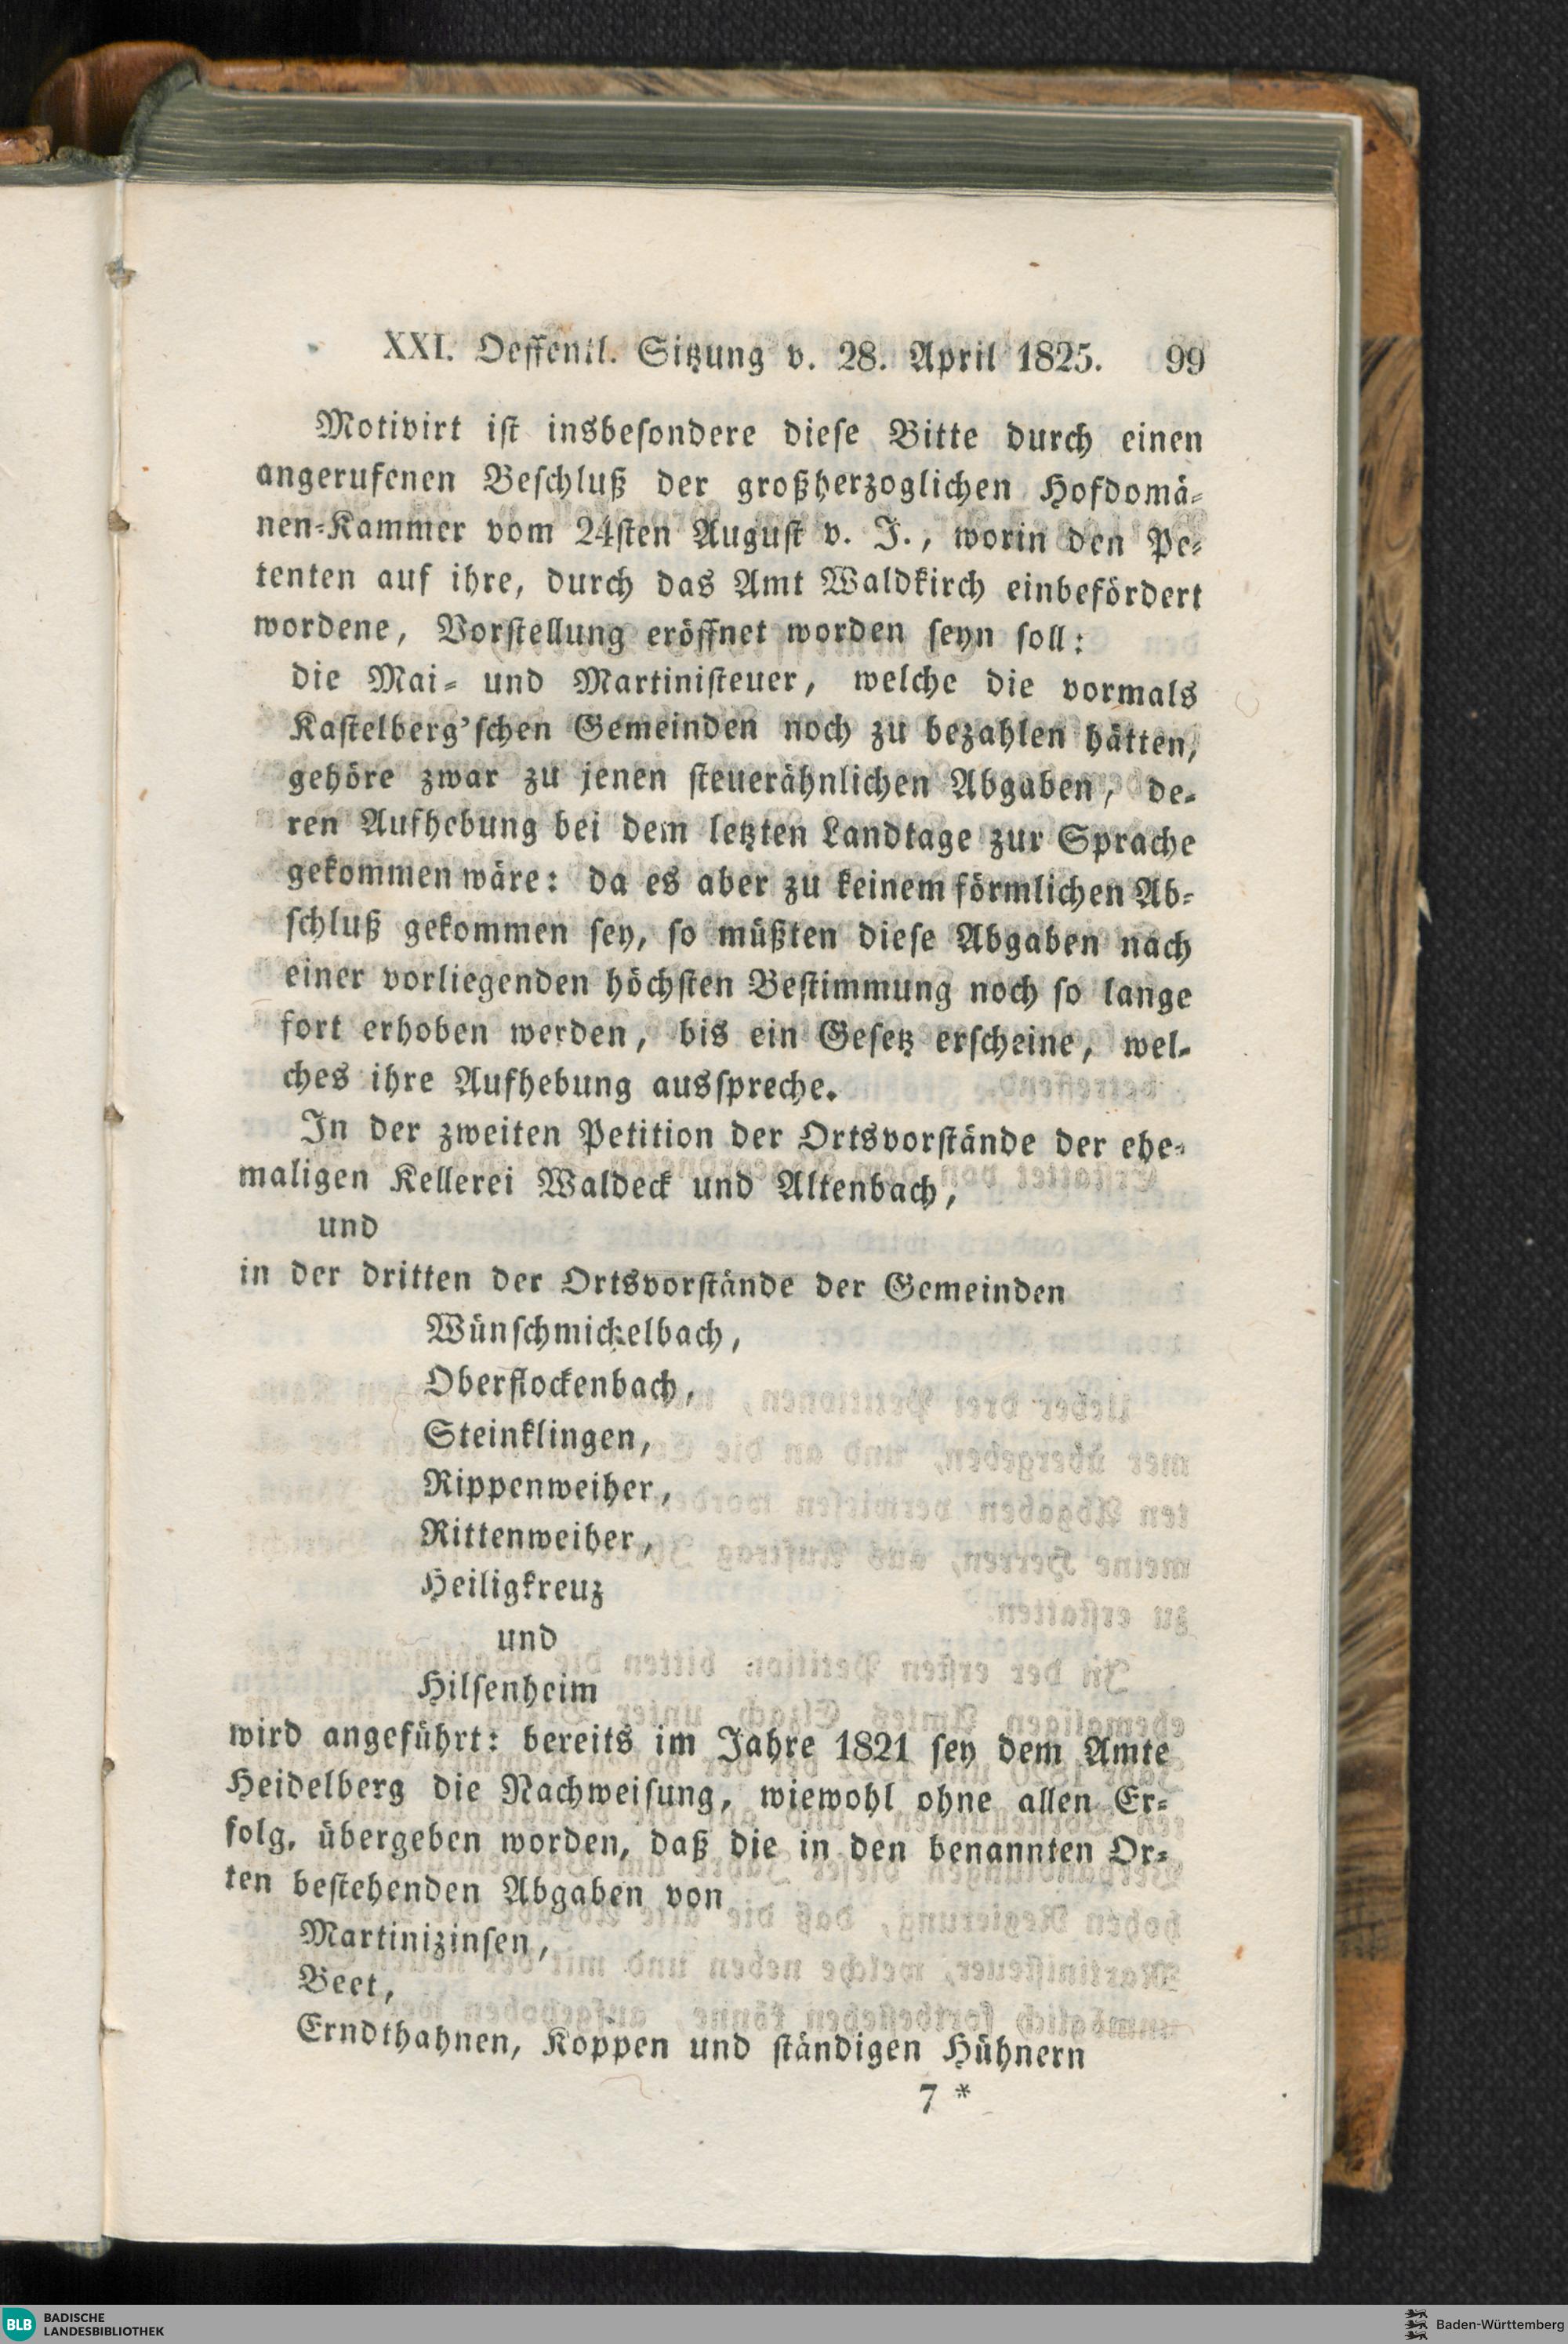 XXI. Oeffentl. Sitzung v. 28. April 1825. 99
Motivirt ist insbesondere diese Bitte durch einen
angerufenen Beschluß der großherzoglichen Hofdomä-
nen-Kammer vom 24sten August v. J., worin den Pe-
tenten auf ihre, durch das Amt Waldkirch einbefördert
wordene, Vorstellung eröffnet worden seyn soll:
die Mai- und Martinisteuer, welche die vormals
Kastelberg'schen Gemeinden noch zu bezahlen hätten,
gehöre zwar zu jenen steuerähnlichen Abgaben, de-
ren Aufhebung bei dem letzten Landtage zur Sprache
gekommen wäre: da es aber zu keinem förmlichen Ab-
schluß gekommen sey, so müßten diese Abgaben nach
einer vorliegenden höchsten Bestimmung noch so lange
fort erhoben werden, bis ein Gesetz erscheine, wel-
ches ihre Aufhebung ausspreche.
In der zweiten Petition der Ortsvorstände der ehe-
maligen Kellerei Waldeck und Altenbach,
und
in der dritten der Ortsvorstände der Gemeinden
Wünschmickelbach,
Oberflockenbach,
Steinklingen,
Rippenweiher,
Rittenweiher,
Heiligkreuz
und
Hilsenheim
wird angeführt: bereits im Jahre 1821 sey dem Amte
Heidelberg die Nachweisung, wiewohl ohne allen Er-
folg, übergeben worden, daß die in den benannten Or-
ten bestehenden Abgaben von
Martinizinsen,
Beet,
Erndthahnen, Koppen und ständigen Hühnern
7 *
BLB BADISCHE
LANDESBIBLIOTHEK
Baden-Württemberg